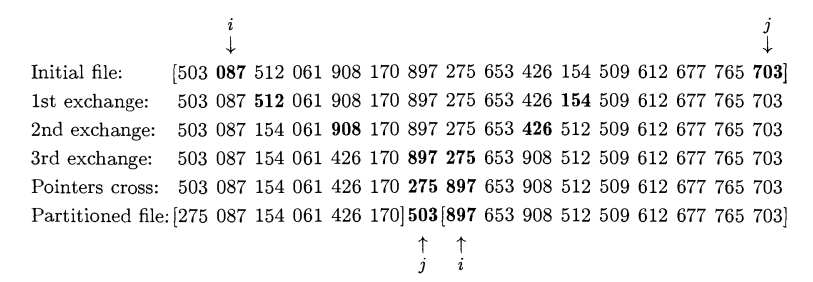 i j
↓ ↓
Initial file: [503 087 512 061 908 170 897 275 653 426 154 509 612 677 765 703]
1st exchange: 503 087 512 061 908 170 897 275 653 426 154 509 612 677 765 703
2nd exchange: 503 087 154 061 908 170 897 275 653 426 512 509 612 677 765 703
3rd exchange: 503 087 154 061 426 170 897 275 653 908 512 509 612 677 765 703
Pointers cross: 503 087 154 061 426 170 275 897 653 908 512 509 612 677 765 703
Partitioned file: [275 087 154 061 426 170] 503 [897 653 908 512 509 612 677 765 703]
↑ ↑
j i